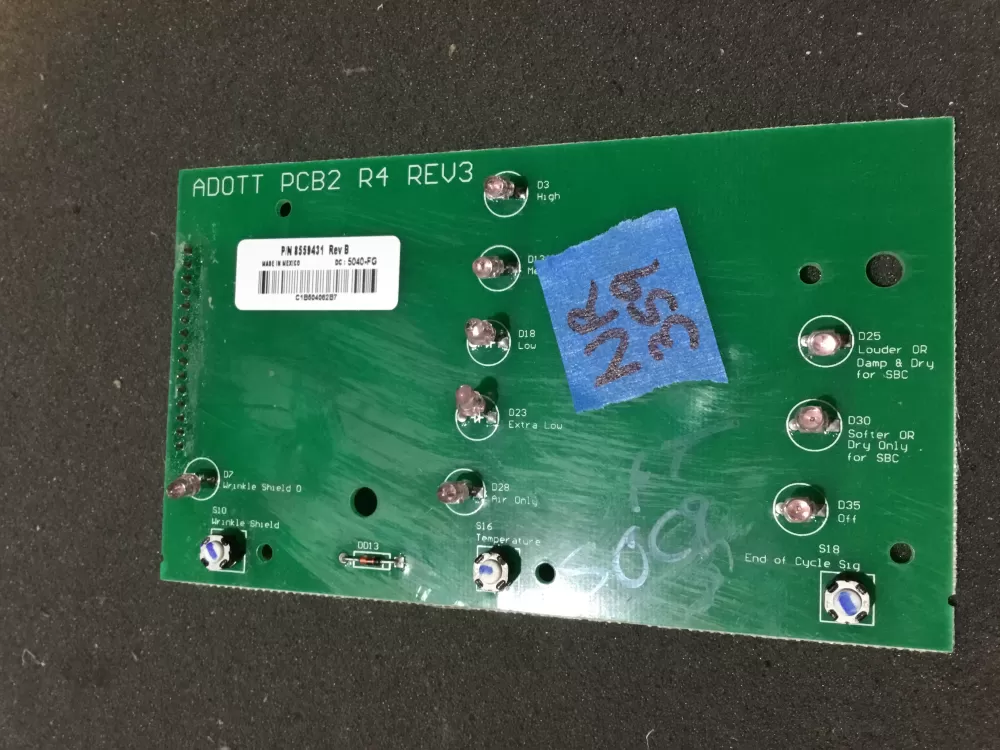 ADOTT PCB2 R4 REV3
P/N 8559431 Rev B
MADE IN MEXICO DC: 5040-FG
C1B604062B7
D3
High
D18
Low
D23
Extra Low
D28
Air Only
D7
Wrinkle Shield O
S10
Wrinkle Shield
DD13
S16
Temperature
D25
Louder OR
Damp & Dry
for SBC
D30
Softer OR
Dry Only
for SBC
D35
Off
S18
End of Cycle Sig